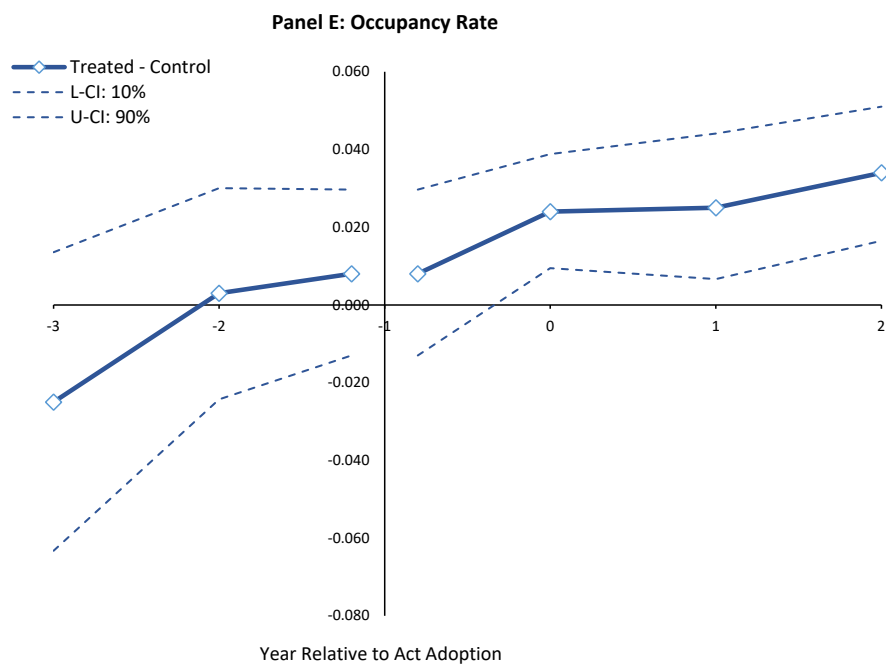 Panel E: Occupancy Rate
Treated - Control
L-CI: 10%
U-CI: 90%
0.060
0.040
0.020
0.000
-3
-2
-1
0
1
2
-0.020
-0.040
-0.060
-0.080
Year Relative to Act Adoption